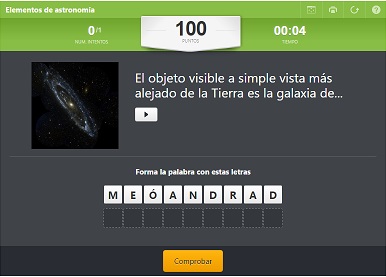 Elementos de astronomía
0/1
NUM. INTENTOS
100
PUNTOS
00:04
TIEMPO
El objeto visible a simple vista más
alejado de la Tierra es la galaxia de...
Forma la palabra con estas letras
M E Ó A N D R A D
Comprobar